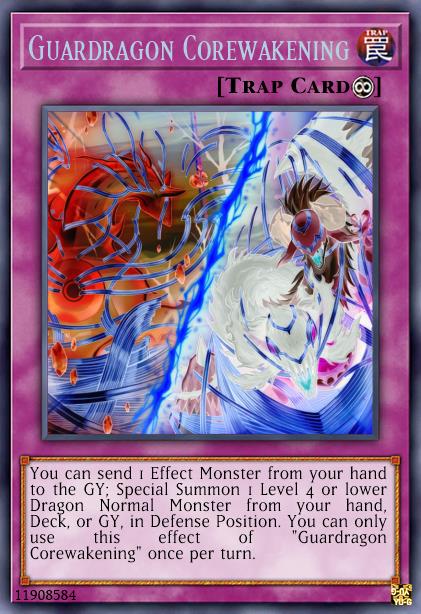 GUARDRAGON COREWAKENING
TRAP
罠
[TRAP CARD♾]
You can send 1 Effect Monster from your hand
to the GY; Special Summon 1 Level 4 or lower
Dragon Normal Monster from your hand,
Deck, or GY, in Defense Position. You can only
use this effect of "Guardragon
Corewakening" once per turn.
11908584